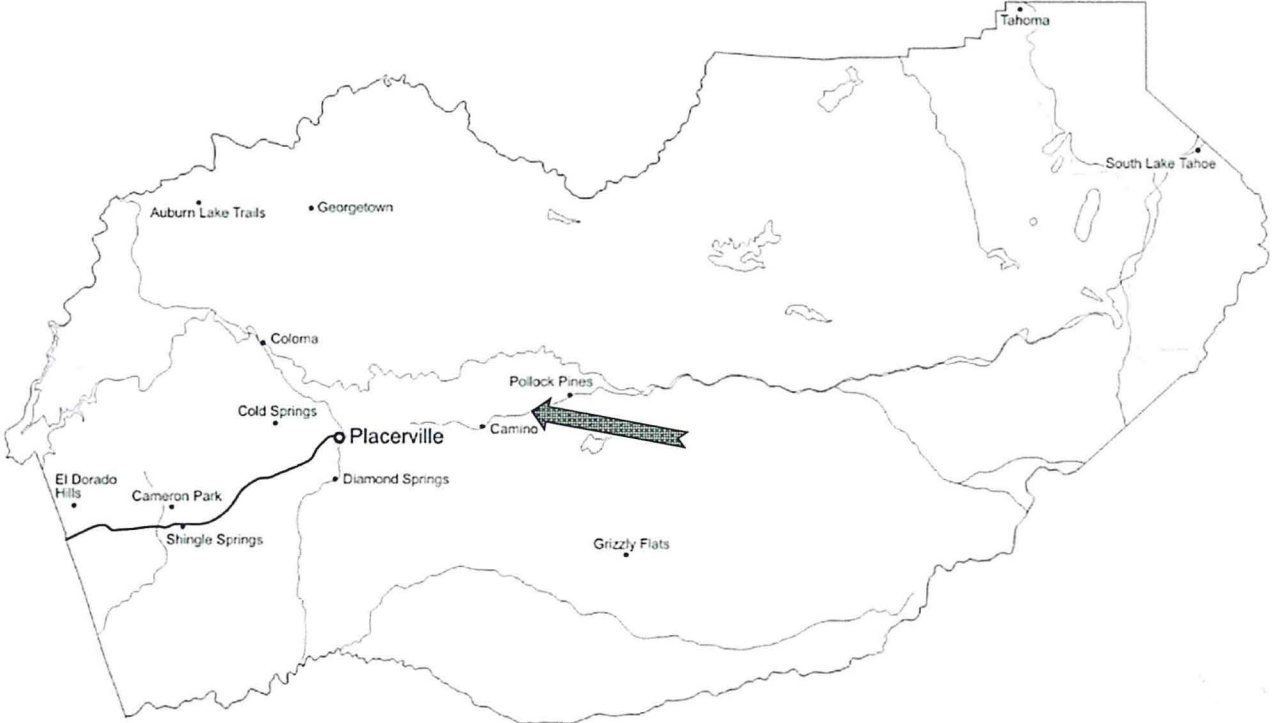 Tahoma
South Lake Tahoe
Auburn Lake Trails
Georgetown
Coloma
Pollock Pines
Cold Springs
Camino
Placerville
El Dorado
Hills
Cameron Park
Diamond Springs
Shingle Springs
Grizzly Flats